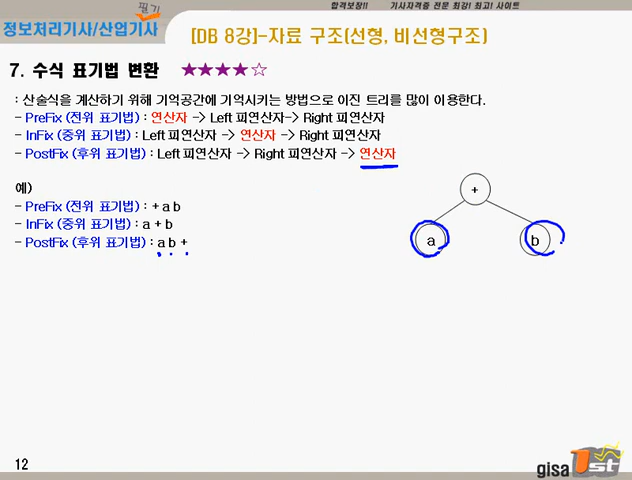 합격보장!! 기사자격증 전문 최강! 최고! 사이트
필기
정보처리기사/산업기사
[DB 8강]-자료 구조(선형, 비선형구조)
7. 수식 표기법 변환 ★★★★☆
: 산술식을 계산하기 위해 기억공간에 기억시키는 방법으로 이진 트리를 많이 이용한다.
- PreFix (전위 표기법) : 연산자 -> Left 피연산자-> Right 피연산자
- InFix (중위 표기법) : Left 피연산자 -> 연산자 -> Right 피연산자
- PostFix (후위 표기법) : Left 피연산자 -> Right 피연산자 -> 연산자
예)
- PreFix (전위 표기법) : + a b
- InFix (중위 표기법) : a + b
- PostFix (후위 표기법) : a b +
+
a b
12
gisa 1st